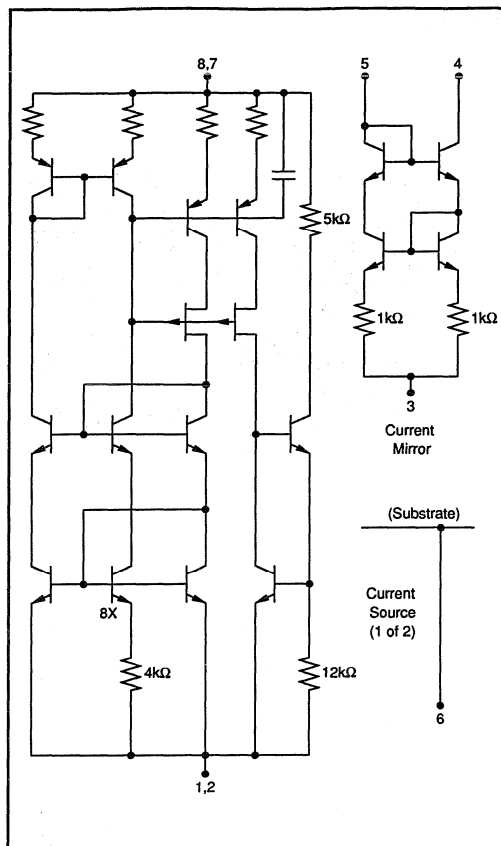 8,7
5
4
5kΩ
1kΩ
1kΩ
3
Current
Mirror
(Substrate)
8X
Current
Source
(1 of 2)
4kΩ
12kΩ
6
1,2